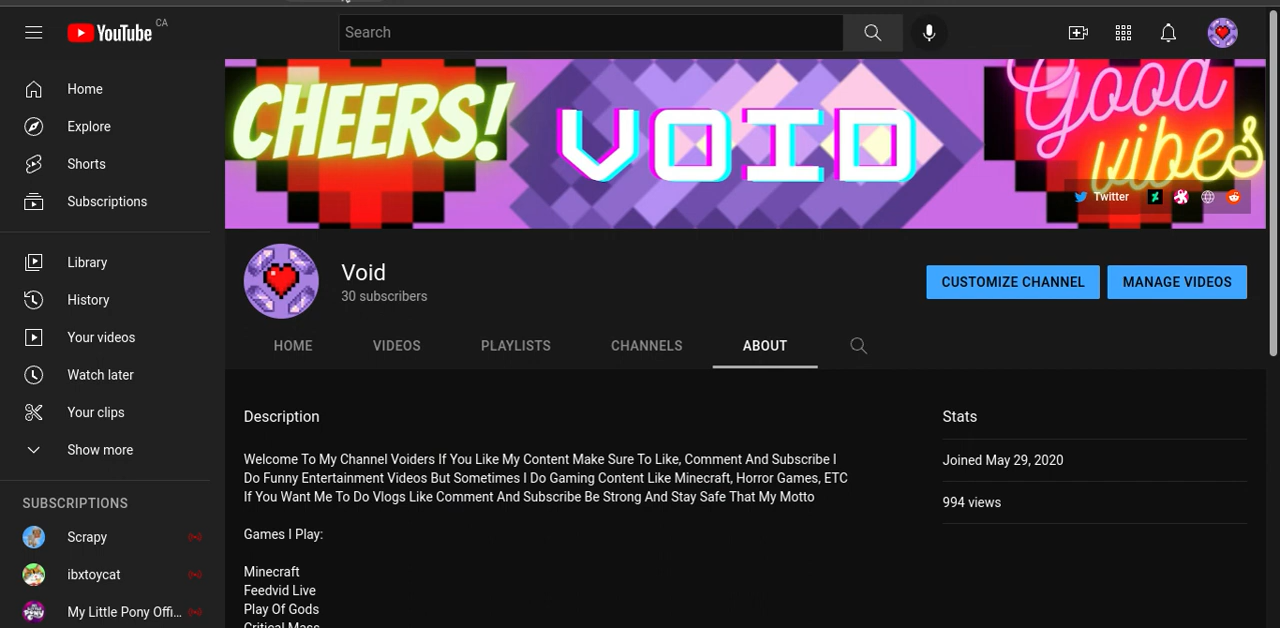 YouTube CA
Search
Home
Explore
Shorts
Subscriptions
Library
History
Your videos
Watch later
Your clips
Show more
SUBSCRIPTIONS
Scrapy
ibxtoycat
My Little Pony Offi...
CHEERS!
VOID
Good
vibes
Twitter
Void
30 subscribers
CUSTOMIZE CHANNEL
MANAGE VIDEOS
HOME
VIDEOS
PLAYLISTS
CHANNELS
ABOUT
Description
Welcome To My Channel Voiders If You Like My Content Make Sure To Like, Comment And Subscribe I
Do Funny Entertainment Videos But Sometimes I Do Gaming Content Like Minecraft, Horror Games, ETC
If You Want Me To Do Vlogs Like Comment And Subscribe Be Strong And Stay Safe That My Motto
Games I Play:
Minecraft
Feedvid Live
Play Of Gods
Critical Mass
Stats
Joined May 29, 2020
994 views